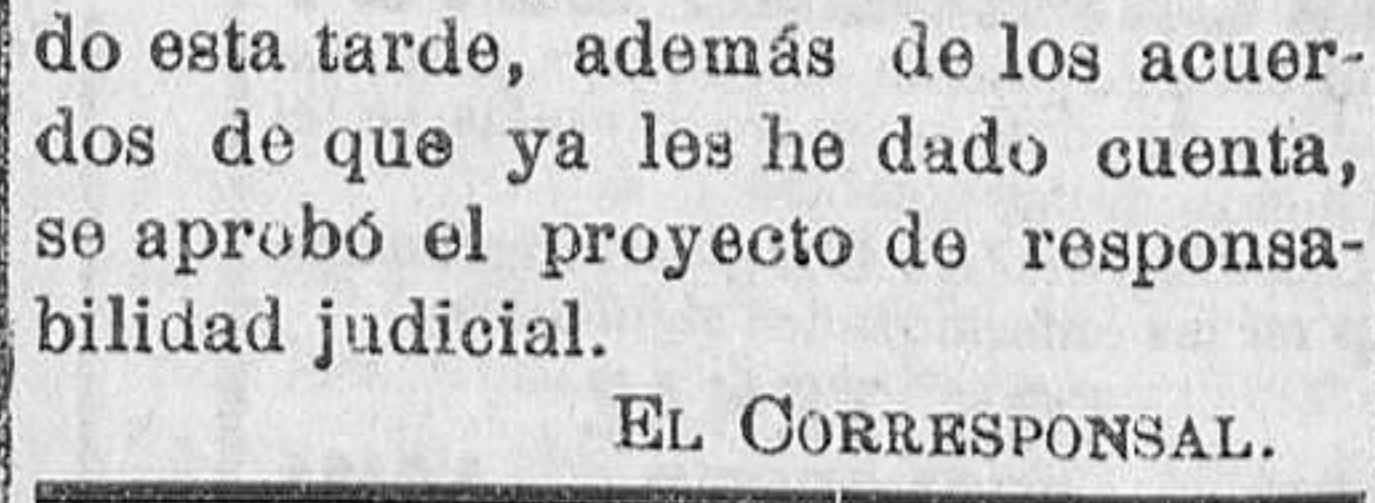 do esta tarde, además de los acuer-
dos de que ya les he dado cuenta,
se aprobó el proyecto de responsa-
bilidad judicial.
EL CORRESPONSAL.